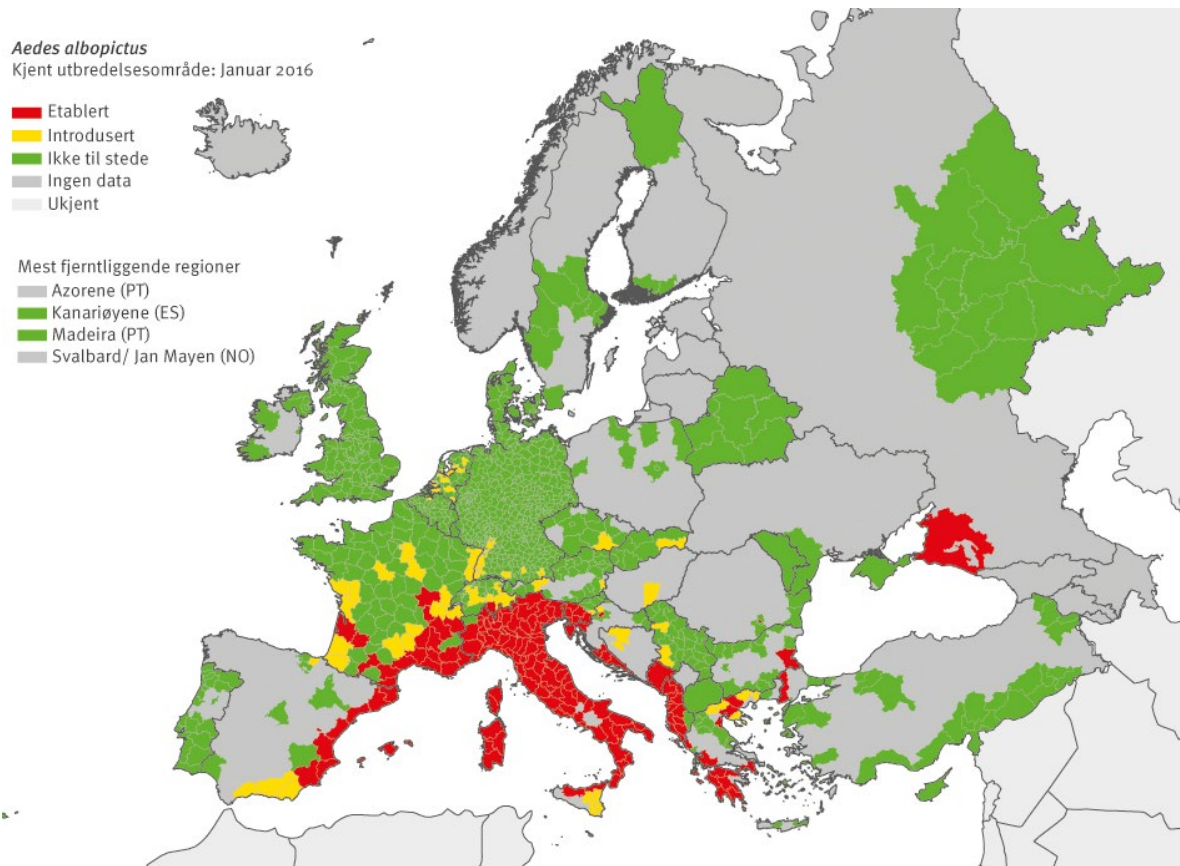 Aedes albopictus
Kjent utbredelsesområde: Januar 2016
Etablert
Introdusert
Ikke til stede
Ingen data
Ukjent
Mest fjerntliggende regioner
Azorene (PT)
Kanariøyene (ES)
Madeira (PT)
Svalbard/ Jan Mayen (NO)